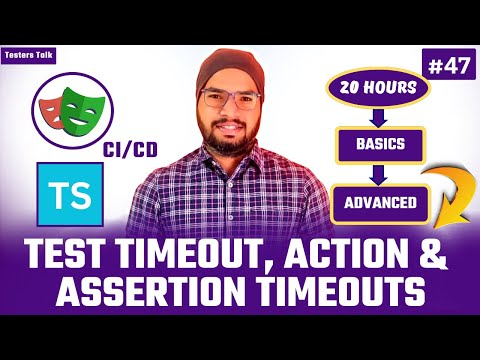 Testers Talk
#47
20 HOURS
CI/CD
BASICS
TS
ADVANCED
TEST TIMEOUT, ACTION &
ASSERTION TIMEOUTS